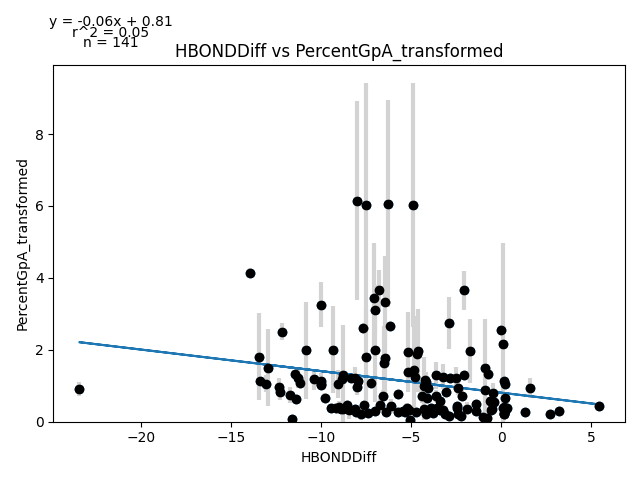 y = -0.06x + 0.81
r^2 = 0.05
n = 141
HBONDDiff vs PercentGpA_transformed
PercentGpA_transformed
8
6
4
2
0
−20
−15
−10
−5
0
5
HBONDDiff